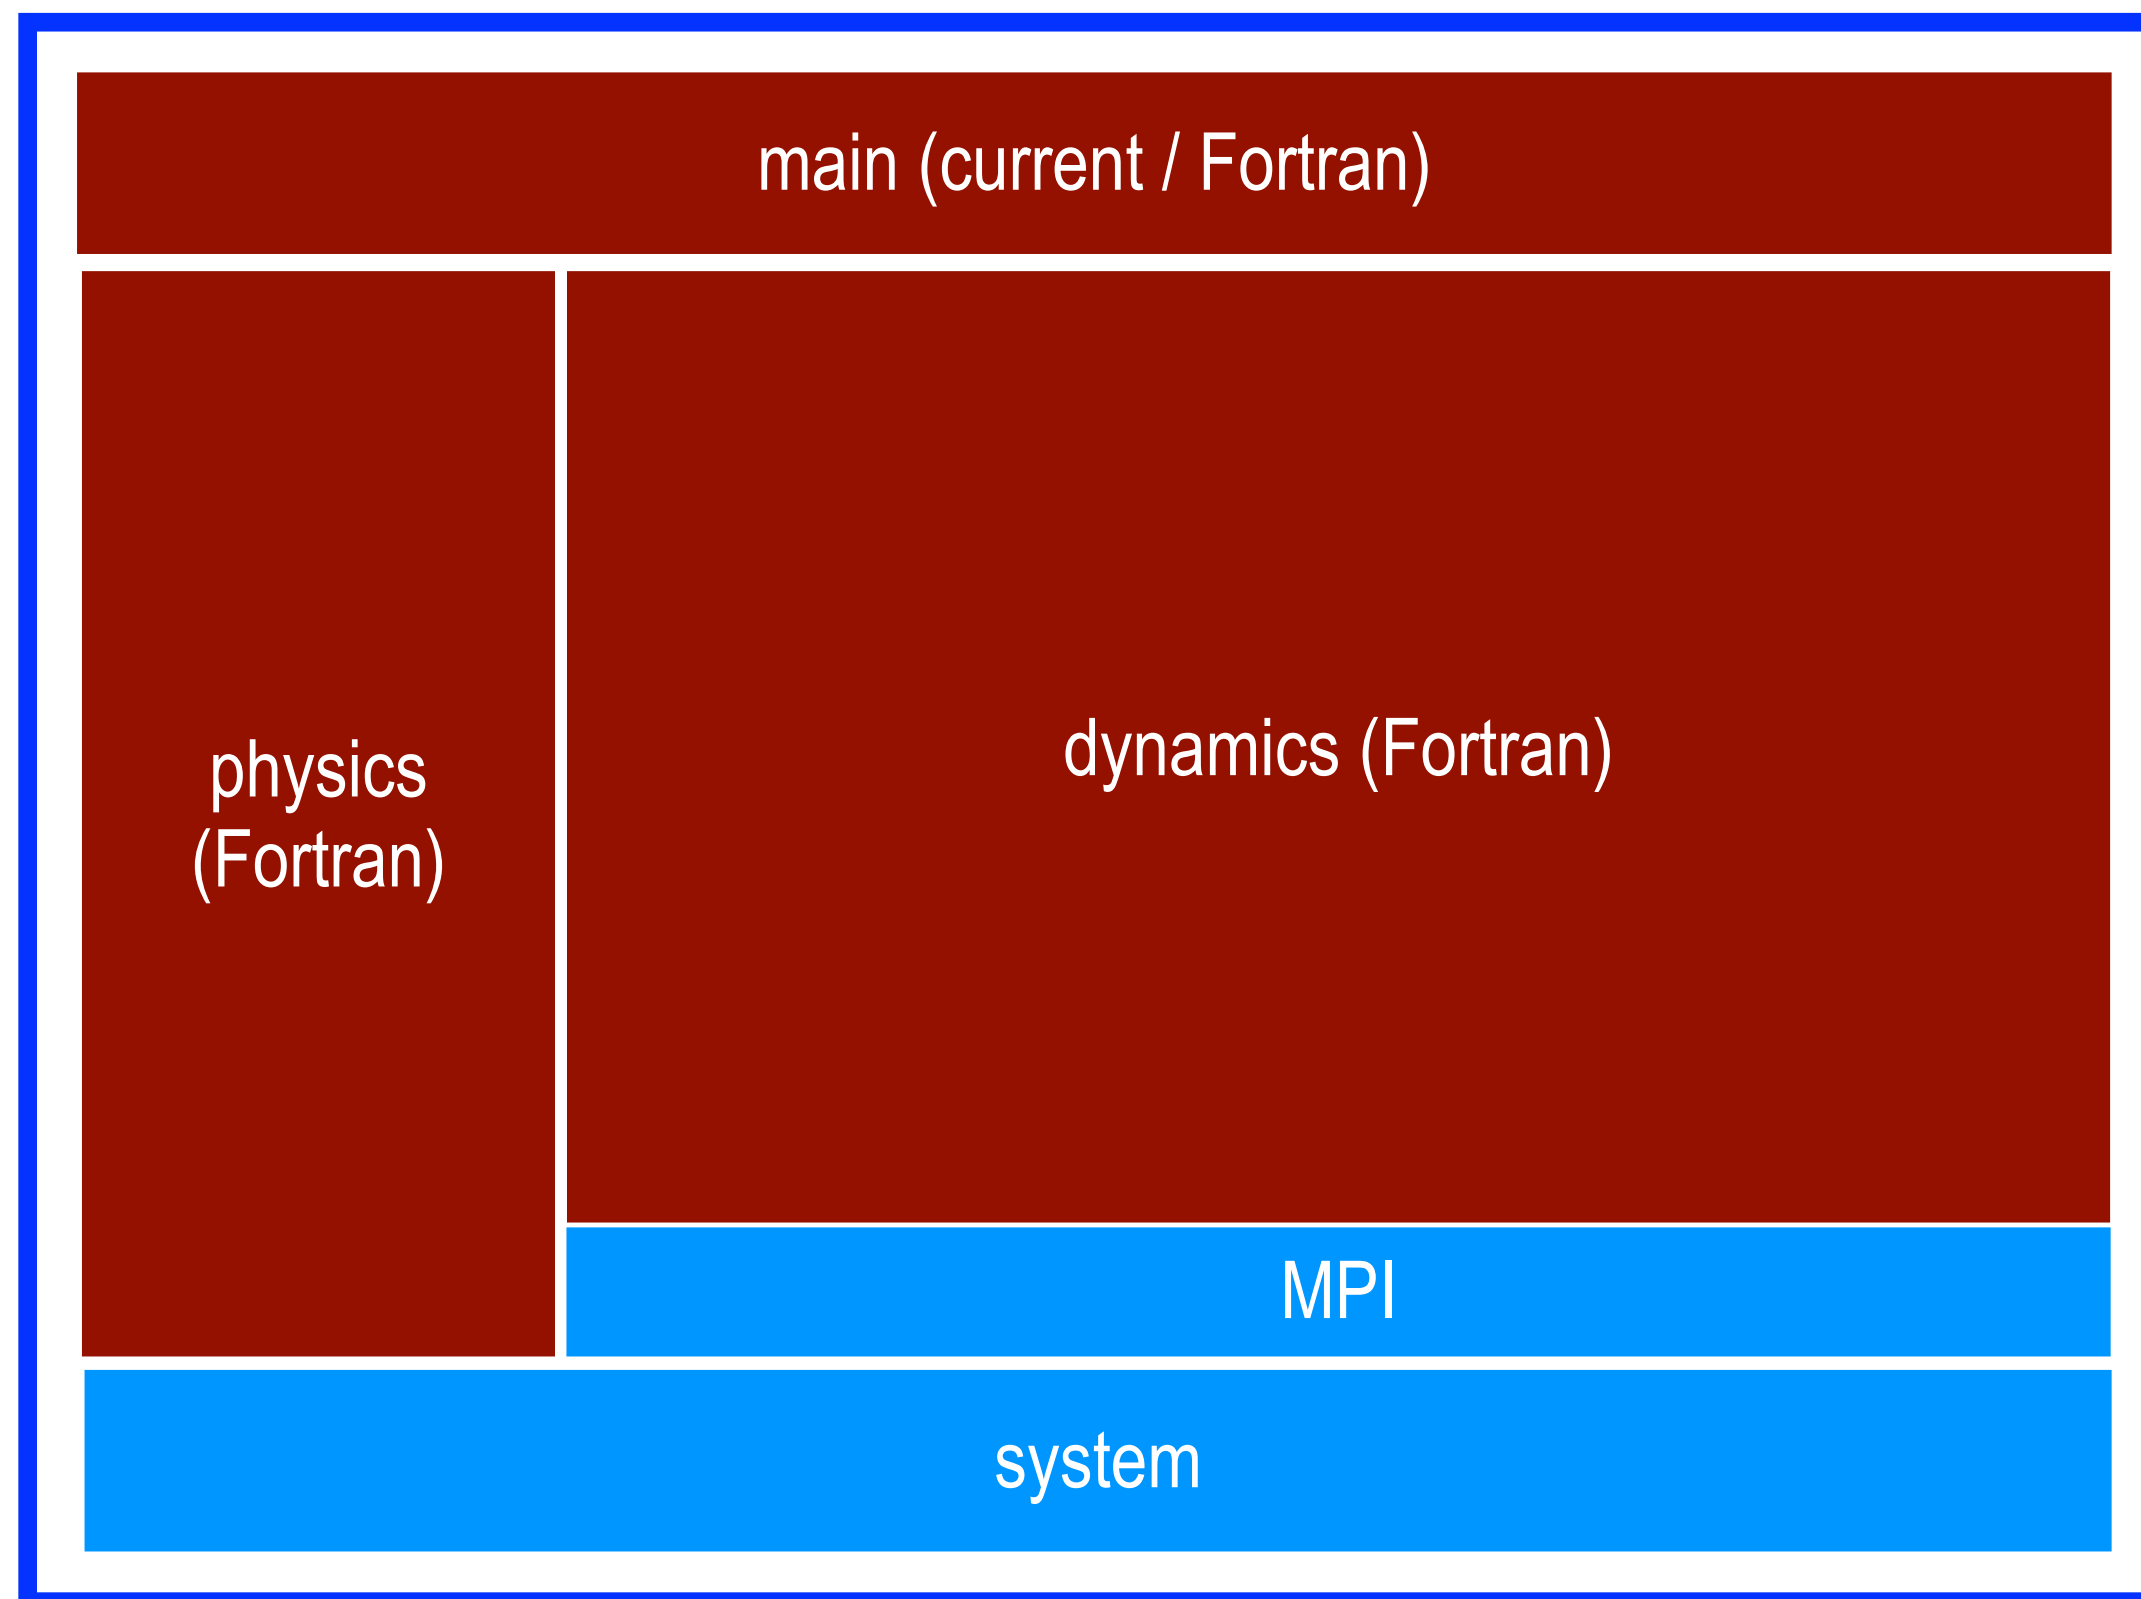 main (current / Fortran)
physics
(Fortran)
dynamics (Fortran)
MPI
system